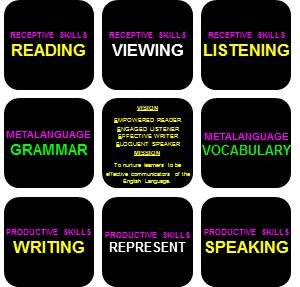 RECEPTIVE SKILLS
READING
RECEPTIVE SKILLS
VIEWING
RECEPTIVE SKILLS
LISTENING
METALANGUAGE
GRAMMAR
VISION
EMPOWERED READER
ENGAGED LISTENER
EFFECTIVE WRITER
ELOQUENT SPEAKER
MISSION
To nurture learners to be
effective communicators of the
English Language.
METALANGUAGE
VOCABULARY
PRODUCTIVE SKILLS
WRITING
PRODUCTIVE SKILLS
REPRESENT
PRODUCTIVE SKILLS
SPEAKING